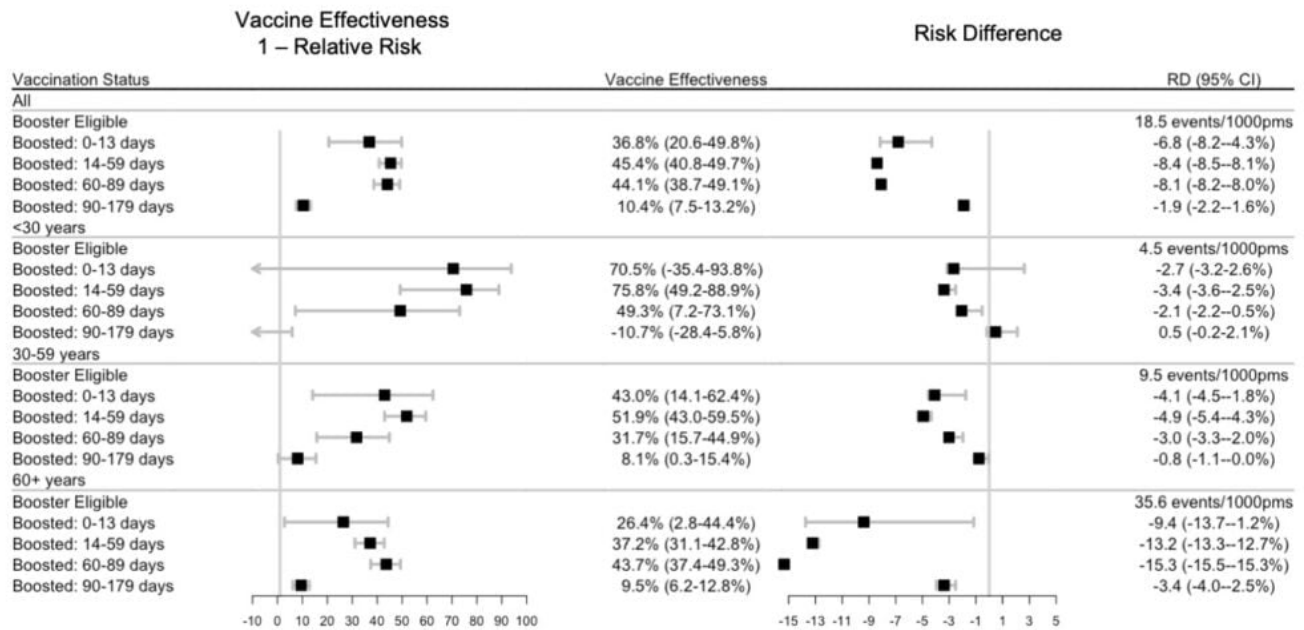 Vaccine Effectiveness
1 – Relative Risk
Risk Difference
Vaccination Status Vaccine Effectiveness RD (95% CI)
All
Booster Eligible 18.5 events/1000pms
Boosted: 0-13 days 36.8% (20.6-49.8%) -6.8 (-8.2--4.3%)
Boosted: 14-59 days 45.4% (40.8-49.7%) -8.4 (-8.5--8.1%)
Boosted: 60-89 days 44.1% (38.7-49.1%) -8.1 (-8.2--8.0%)
Boosted: 90-179 days 10.4% (7.5-13.2%) -1.9 (-2.2--1.6%)
<30 years
Booster Eligible 4.5 events/1000pms
Boosted: 0-13 days 70.5% (-35.4-93.8%) -2.7 (-3.2-2.6%)
Boosted: 14-59 days 75.8% (49.2-88.9%) -3.4 (-3.6--2.5%)
Boosted: 60-89 days 49.3% (7.2-73.1%) -2.1 (-2.2--0.5%)
Boosted: 90-179 days -10.7% (-28.4-5.8%) 0.5 (-0.2-2.1%)
30-59 years
Booster Eligible 9.5 events/1000pms
Boosted: 0-13 days 43.0% (14.1-62.4%) -4.1 (-4.5--1.8%)
Boosted: 14-59 days 51.9% (43.0-59.5%) -4.9 (-5.4--4.3%)
Boosted: 60-89 days 31.7% (15.7-44.9%) -3.0 (-3.3--2.0%)
Boosted: 90-179 days 8.1% (0.3-15.4%) -0.8 (-1.1--0.0%)
60+ years
Booster Eligible 35.6 events/1000pms
Boosted: 0-13 days 26.4% (2.8-44.4%) -9.4 (-13.7--1.2%)
Boosted: 14-59 days 37.2% (31.1-42.8%) -13.2 (-13.3--12.7%)
Boosted: 60-89 days 43.7% (37.4-49.3%) -15.3 (-15.5--15.3%)
Boosted: 90-179 days 9.5% (6.2-12.8%) -3.4 (-4.0--2.5%)
-10 0 10 20 30 40 50 60 70 80 90 100 -15 -13 -11 -9 -7 -5 -3 -1 1 3 5